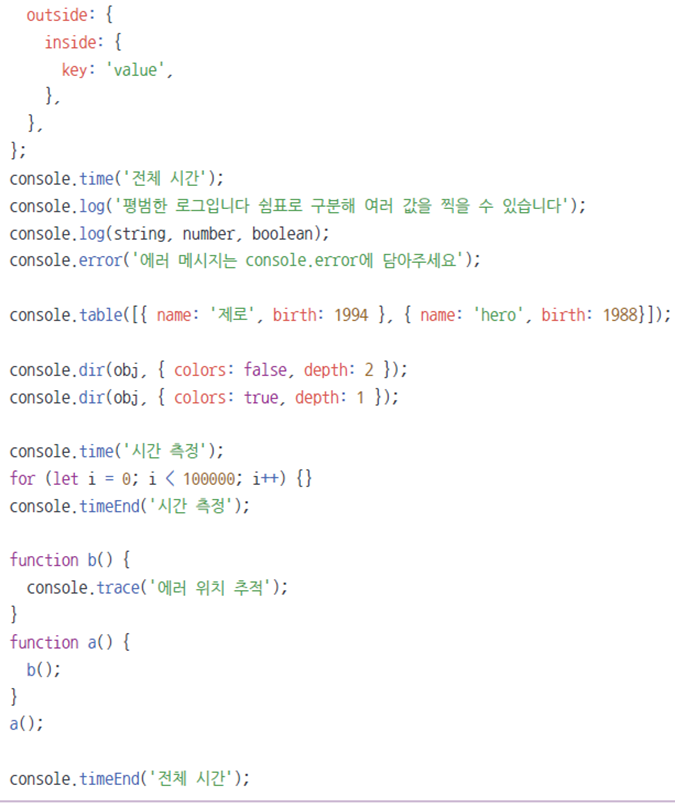 outside: {
inside: {
key: 'value',
},
},
};
console.time('전체 시간');
console.log('평범한 로그입니다 쉼표로 구분해 여러 값을 찍을 수 있습니다');
console.log(string, number, boolean);
console.error('에러 메시지는 console.error에 담아주세요');
console.table([{ name: '제로', birth: 1994 }, { name: 'hero', birth: 1988}]);
console.dir(obj, { colors: false, depth: 2 });
console.dir(obj, { colors: true, depth: 1 });
console.time('시간 측정');
for (let i = 0; i < 100000; i++) {}
console.timeEnd('시간 측정');
function b() {
console.trace('에러 위치 추적');
}
function a() {
b();
}
a();
console.timeEnd('전체 시간');